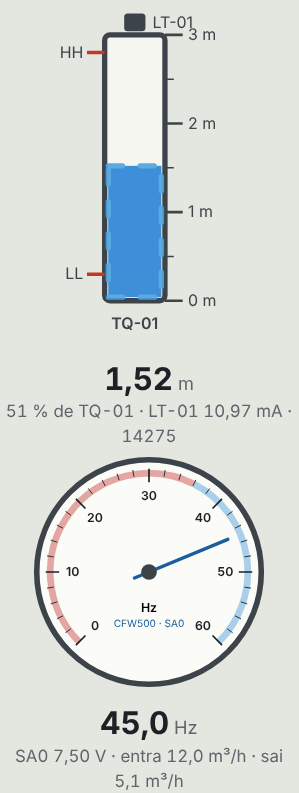 LT-01
3 m
HH
2 m
1 m
LL
0 m
TQ-01
1,52 m
51 % de TQ-01 · LT-01 10,97 mA ·
14275
30
20
40
10
50
0
60
Hz
CFW500 · SA0
45,0 Hz
SA0 7,50 V · entra 12,0 m³/h · sai
5,1 m³/h